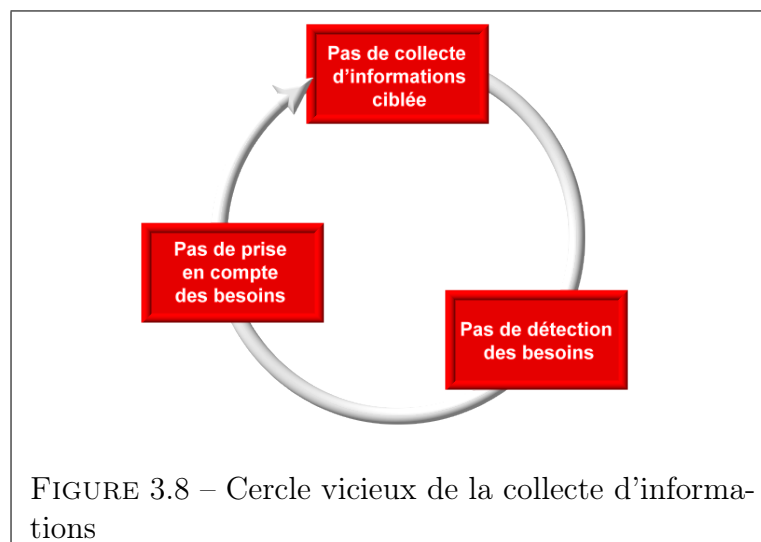 Pas de collecte
d'informations
ciblée
Pas de prise
en compte
des besoins
Pas de détection
des besoins
FIGURE 3.8 – Cercle vicieux de la collecte d'informa-
tions